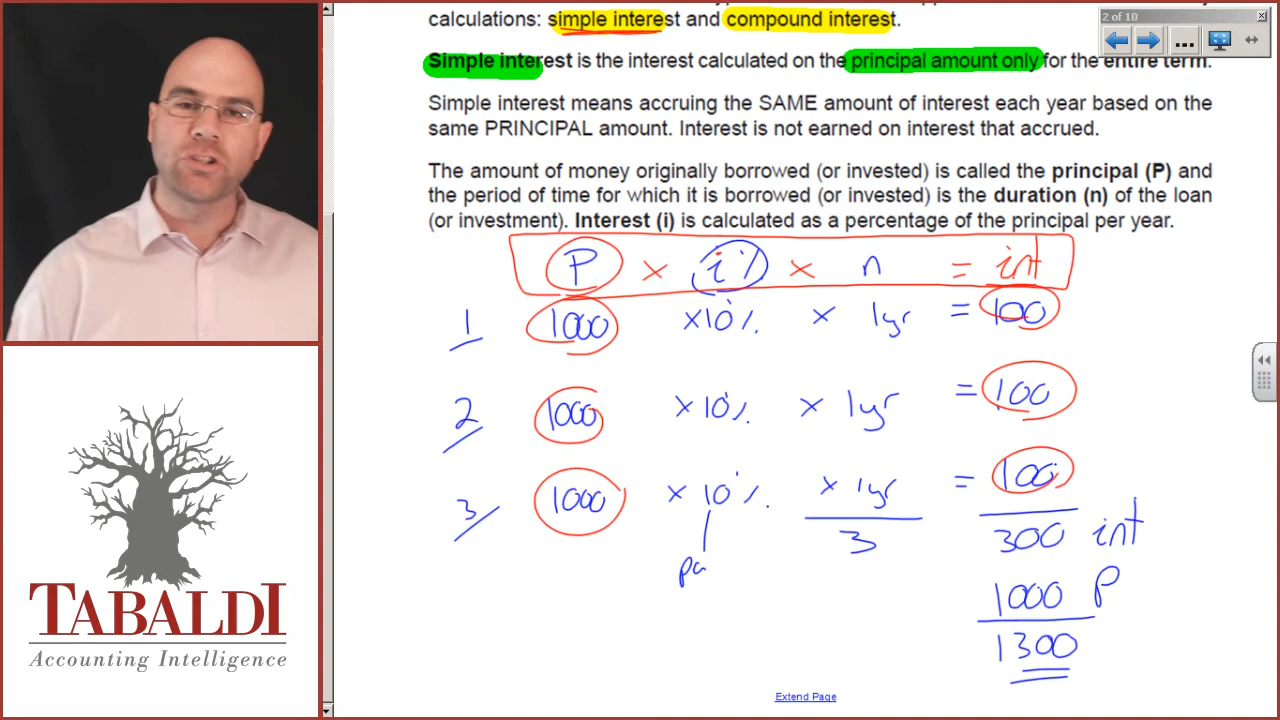 calculations: simple interest and compound interest.
2 of 10
Simple interest is the interest calculated on the principal amount only for the entire term.
Simple interest means accruing the SAME amount of interest each year based on the
same PRINCIPAL amount. Interest is not earned on interest that accrued.
The amount of money originally borrowed (or invested) is called the principal (P) and
the period of time for which it is borrowed (or invested) is the duration (n) of the loan
(or investment). Interest (i) is calculated as a percentage of the principal per year.
P × i% × n = int
1 1000 ×10% × 1yr = 100
2 1000 ×10% × 1yr = 100
3 1000 ×10% × 1yr = 100
3 300 int
pa
1000 P
1300
TABALDI
Accounting Intelligence
Extend Page